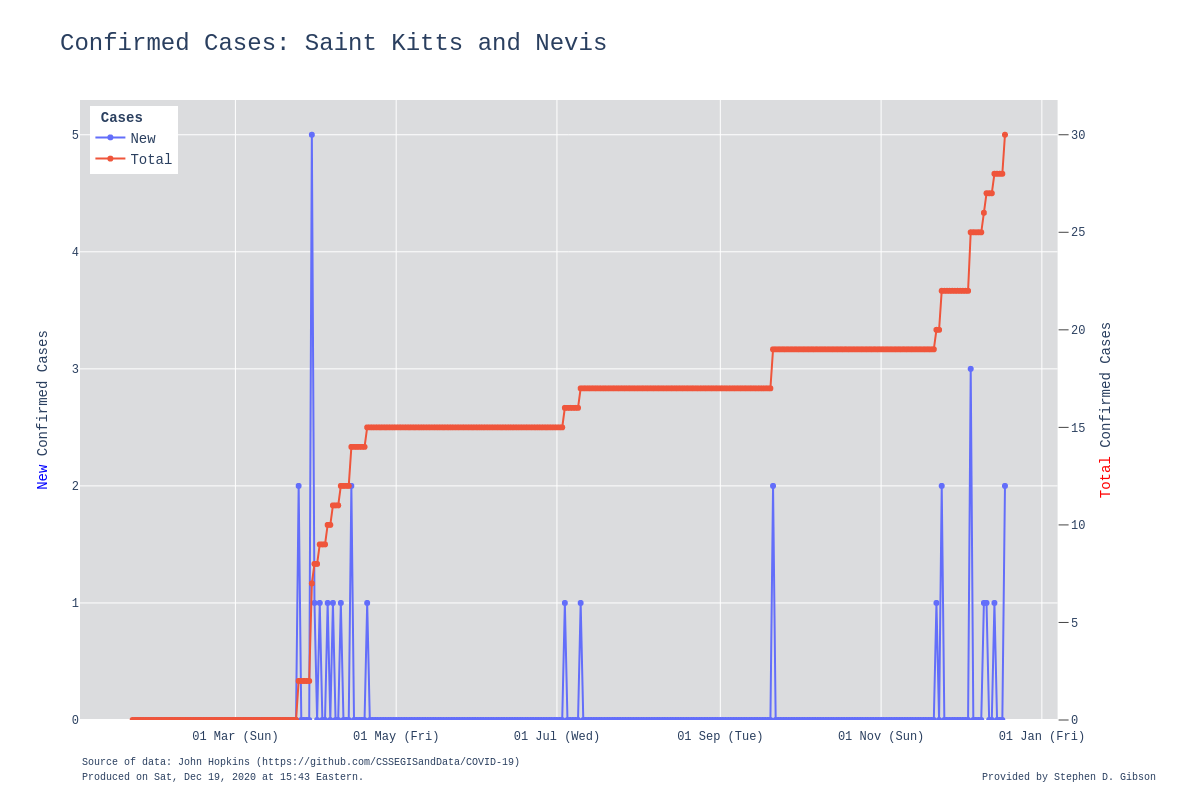 Confirmed Cases: Saint Kitts and Nevis
Cases
New
Total
5
4
3
2
1
0
New Confirmed Cases
30
25
20
15
10
5
0
Total Confirmed Cases
01 Mar (Sun) 01 May (Fri) 01 Jul (Wed) 01 Sep (Tue) 01 Nov (Sun) 01 Jan (Fri)
Source of data: John Hopkins (https://github.com/CSSEGISandData/COVID-19)
Produced on Sat, Dec 19, 2020 at 15:43 Eastern.
Provided by Stephen D. Gibson